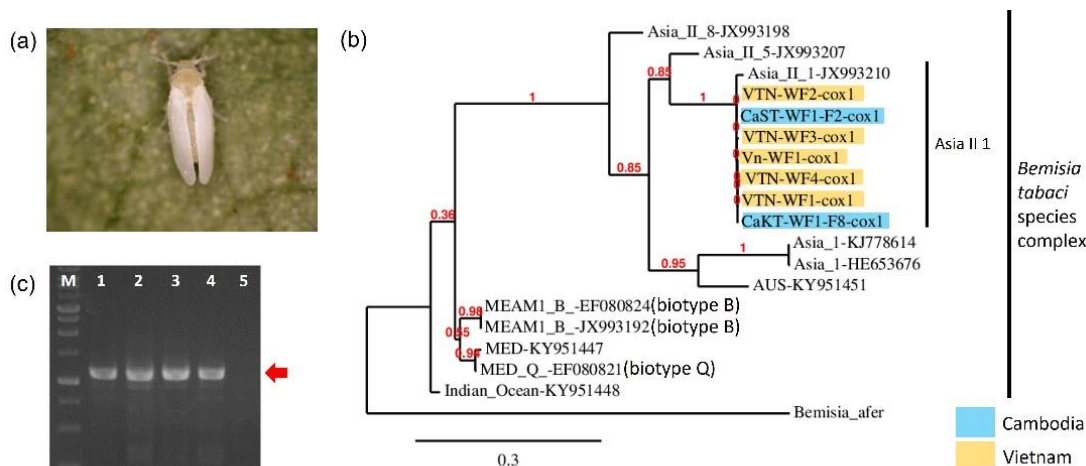 (a)
(b)
Asia_II_8-JX993198
Asia_II_5-JX993207
0.85
Asia_II_1-JX993210
1
1
VTN-WF2-cox1
CaST-WF1-F2-cox1
VTN-WF3-cox1
Vn-WF1-cox1
VTN-WF4-cox1
VTN-WF1-cox1
CaKT-WF1-F8-cox1
Asia II 1
Bemisia
tabaci
species
complex
0.85
0.36
1
Asia_1-KJ778614
Asia_1-HE653676
0.95
AUS-KY951451
MEAM1_B_-EF080824(biotype B)
0.98
MEAM1_B_-JX993192(biotype B)
0.55
MED-KY951447
0.94
MED_Q_-EF080821(biotype Q)
Indian_Ocean-KY951448
Bemisia_afer
0.3
Cambodia
Vietnam
(c)
M 1 2 3 4 5